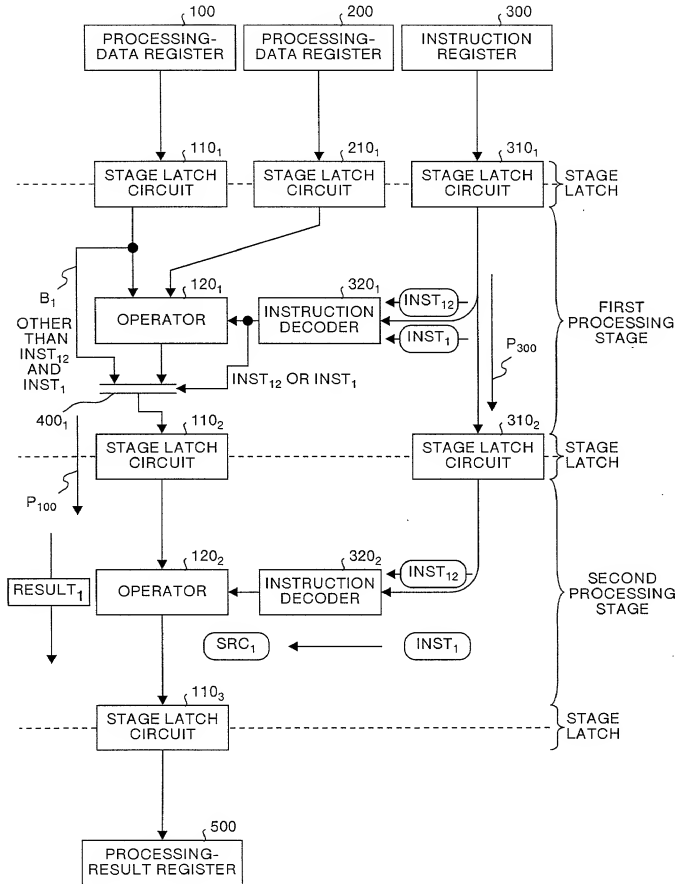 100
200
300
PROCESSING-
DATA REGISTER
PROCESSING-
DATA REGISTER
INSTRUCTION
REGISTER
110₁
210₁
310₁
STAGE LATCH
CIRCUIT
STAGE LATCH
CIRCUIT
STAGE LATCH
CIRCUIT
STAGE
LATCH
B₁
OTHER
THAN
INST₁₂
AND
INST₁
120₁
OPERATOR
320₁
INSTRUCTION
DECODER
INST₁₂
INST₁
P₃₀₀
FIRST
PROCESSING
STAGE
INST₁₂ OR INST₁
400₁
110₂
310₂
STAGE LATCH
CIRCUIT
STAGE LATCH
CIRCUIT
STAGE
LATCH
P₁₀₀
120₂
OPERATOR
320₂
INSTRUCTION
DECODER
INST₁₂
RESULT₁
SECOND
PROCESSING
STAGE
SRC₁
INST₁
110₃
STAGE LATCH
CIRCUIT
STAGE
LATCH
500
PROCESSING-
RESULT REGISTER